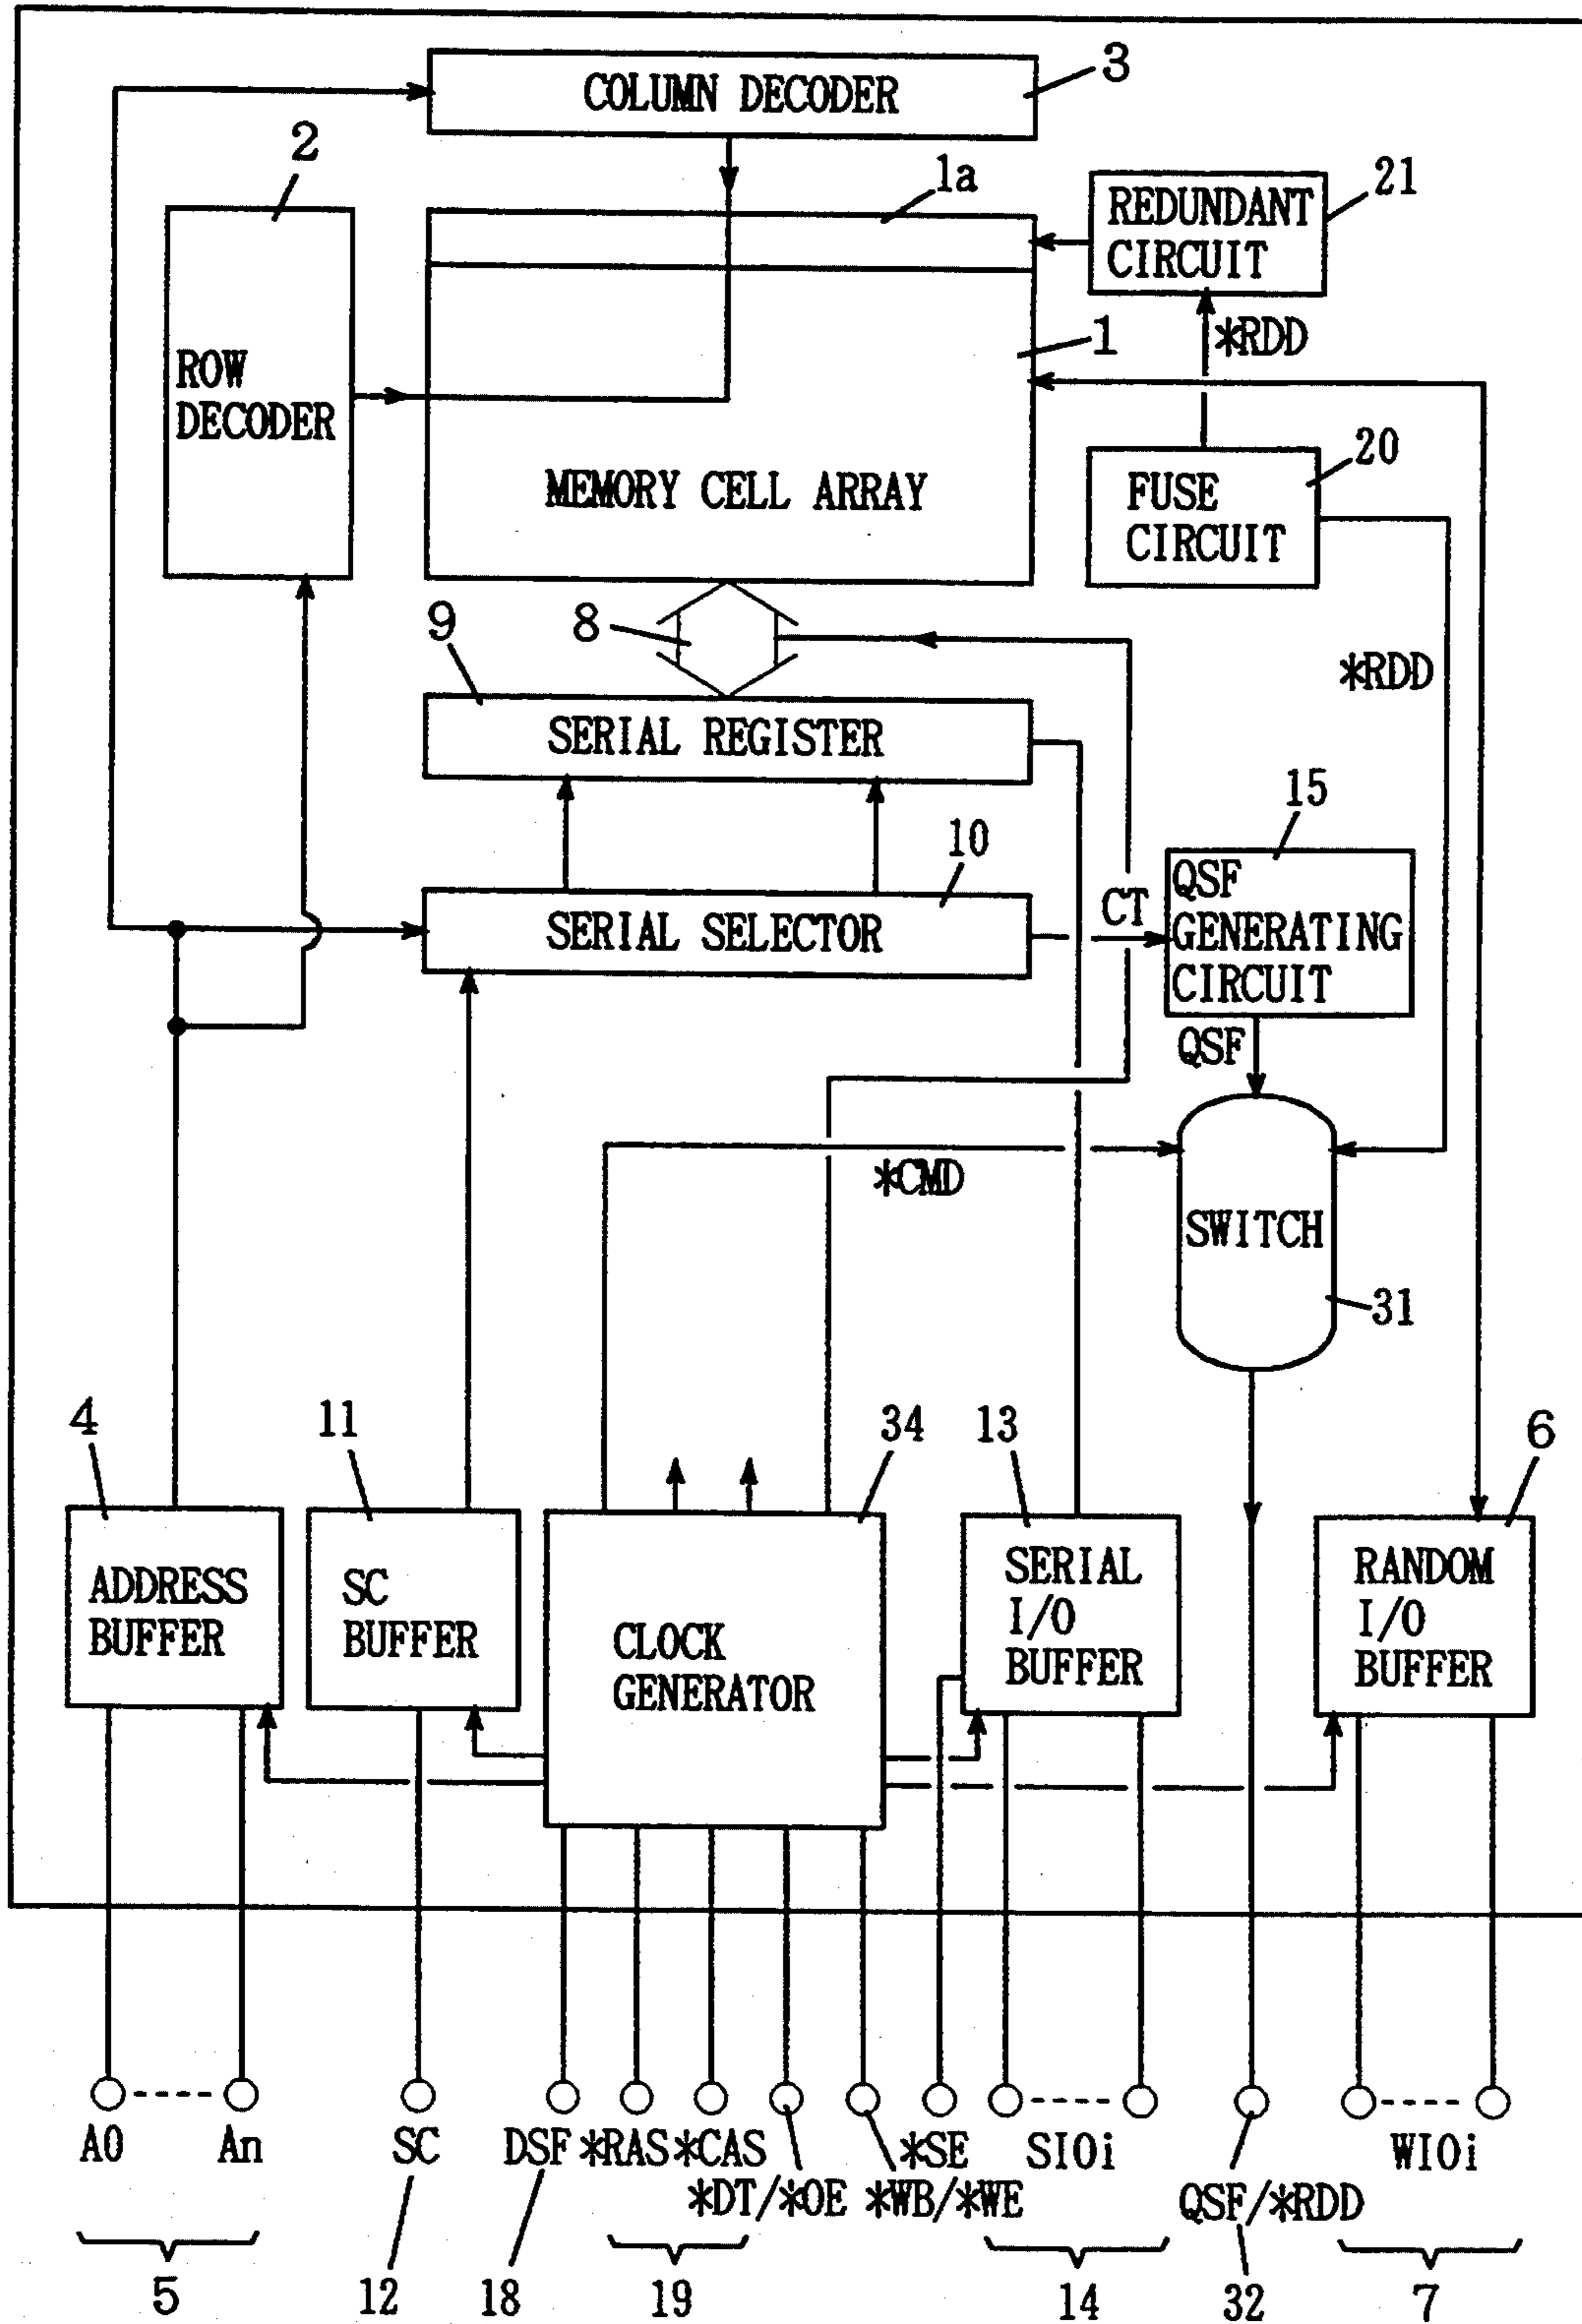 COLUMN DECODER
3
2
1a
REDUNDANT
CIRCUIT
21
*RDD
1
ROW
DECODER
20
MEMORY CELL ARRAY
FUSE
CIRCUIT
9
8
*RDD
SERIAL REGISTER
15
10
QSF
GENERATING
CIRCUIT
CT
SERIAL SELECTOR
QSF
*CMD
SWITCH
31
4
11
34
13
6
ADDRESS
BUFFER
SC
BUFFER
CLOCK
GENERATOR
SERIAL
I/O
BUFFER
RANDOM
I/O
BUFFER
A0
An
SC
DSF
*RAS
*CAS
*DT/*OE
*SE
*WB/*WE
SIOi
QSF/*RDD
WIOi
5
12
18
19
14
32
7